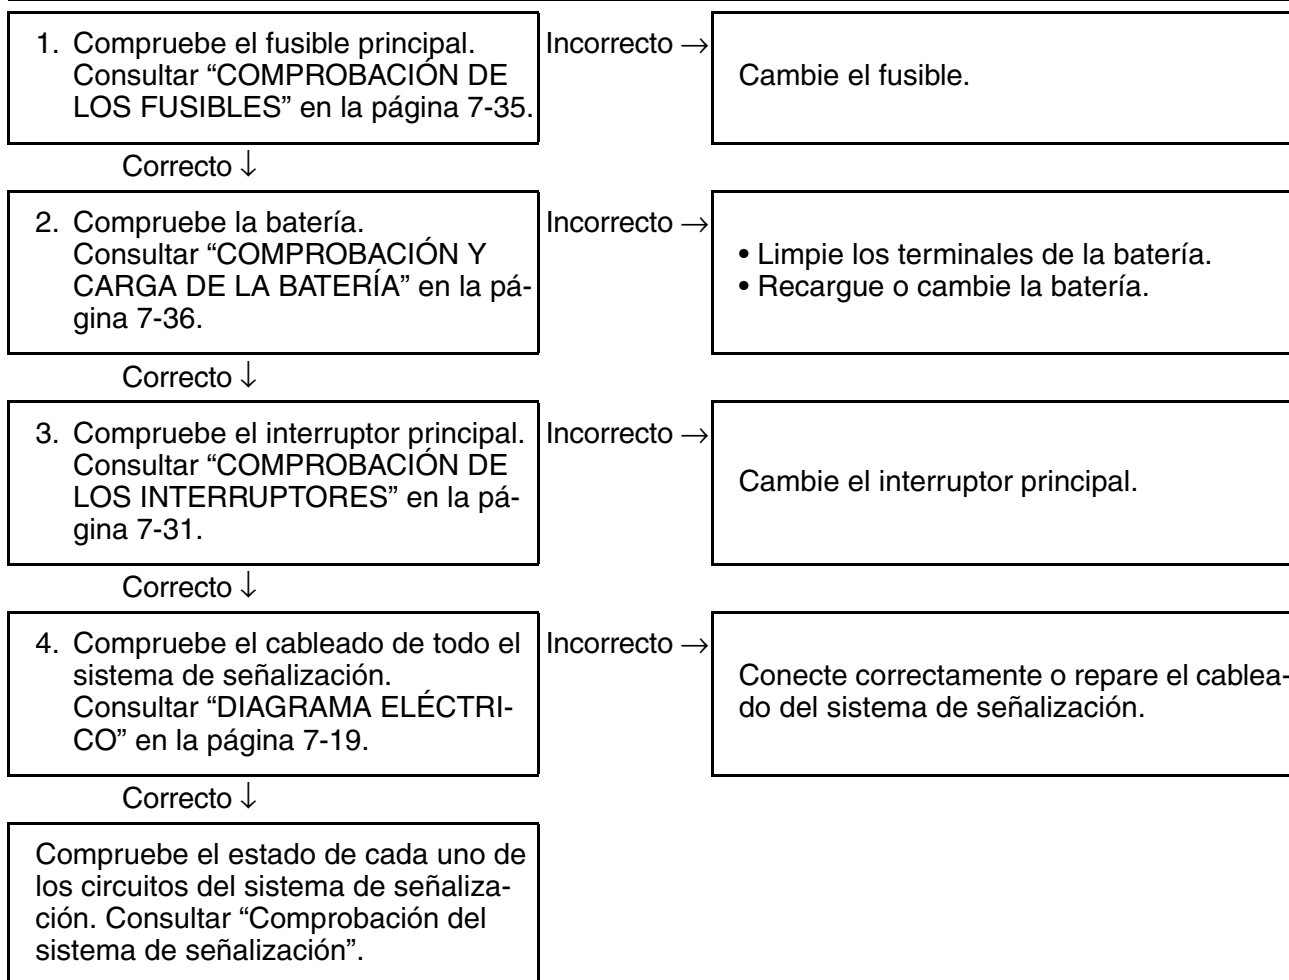 1. Compruebe el fusible principal.
Consultar “COMPROBACIÓN DE
LOS FUSIBLES” en la página 7-35.
Incorrecto →
Cambie el fusible.
Correcto ↓
2. Compruebe la batería.
Consultar “COMPROBACIÓN Y
CARGA DE LA BATERÍA” en la pá-
gina 7-36.
Incorrecto →
• Limpie los terminales de la batería.
• Recargue o cambie la batería.
Correcto ↓
3. Compruebe el interruptor principal.
Consultar “COMPROBACIÓN DE
LOS INTERRUPTORES” en la pá-
gina 7-31.
Incorrecto →
Cambie el interruptor principal.
Correcto ↓
4. Compruebe el cableado de todo el
sistema de señalización.
Consultar “DIAGRAMA ELÉCTRI-
CO” en la página 7-19.
Incorrecto →
Conecte correctamente o repare el cablea-
do del sistema de señalización.
Correcto ↓
Compruebe el estado de cada uno de
los circuitos del sistema de señaliza-
ción. Consultar “Comprobación del
sistema de señalización”.